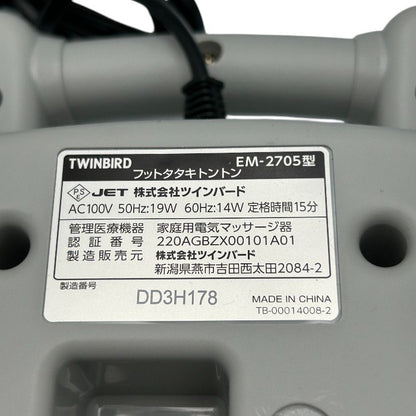 TWINBIRD EM-2705型
フットタタキトントン
PSE JET 株式会社ツインバード
AC100V 50Hz:19W 60Hz:14W 定格時間15分
管理医療機器 家庭用電気マッサージ器
認証番号 220AGBZX00101A01
製造販売元 株式会社ツインバード
新潟県燕市吉田西太田2084-2
製造番号 DD3H178 MADE IN CHINA
TB-00014008-2